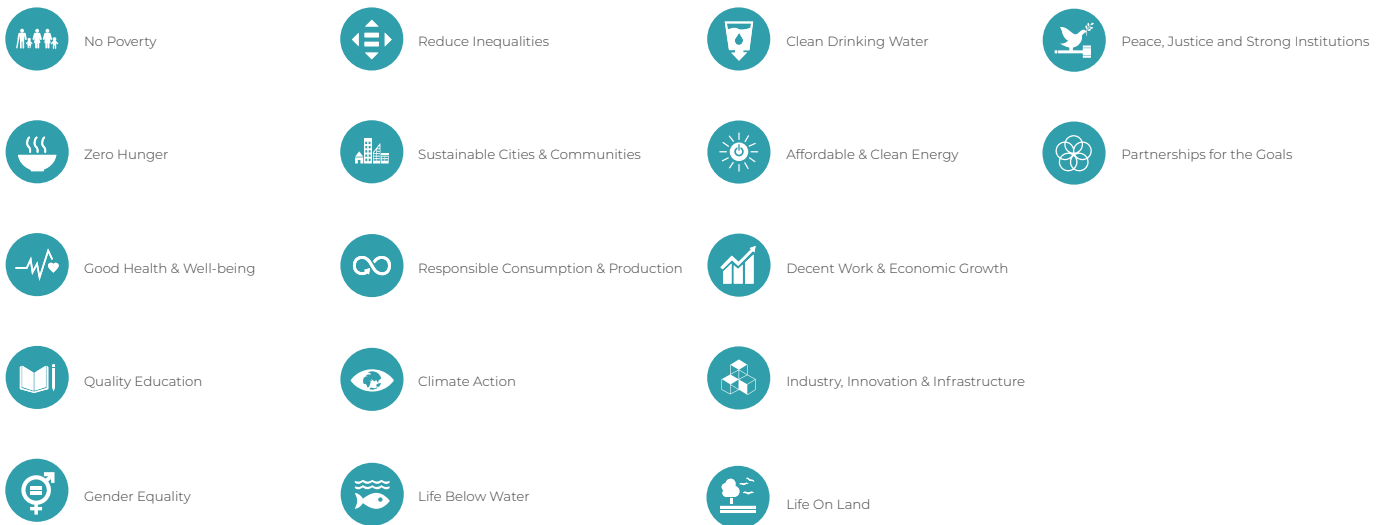 No Poverty
Reduce Inequalities
Clean Drinking Water
Peace, Justice and Strong Institutions
Zero Hunger
Sustainable Cities & Communities
Affordable & Clean Energy
Partnerships for the Goals
Good Health & Well-being
Responsible Consumption & Production
Decent Work & Economic Growth
Quality Education
Climate Action
Industry, Innovation & Infrastructure
Gender Equality
Life Below Water
Life On Land